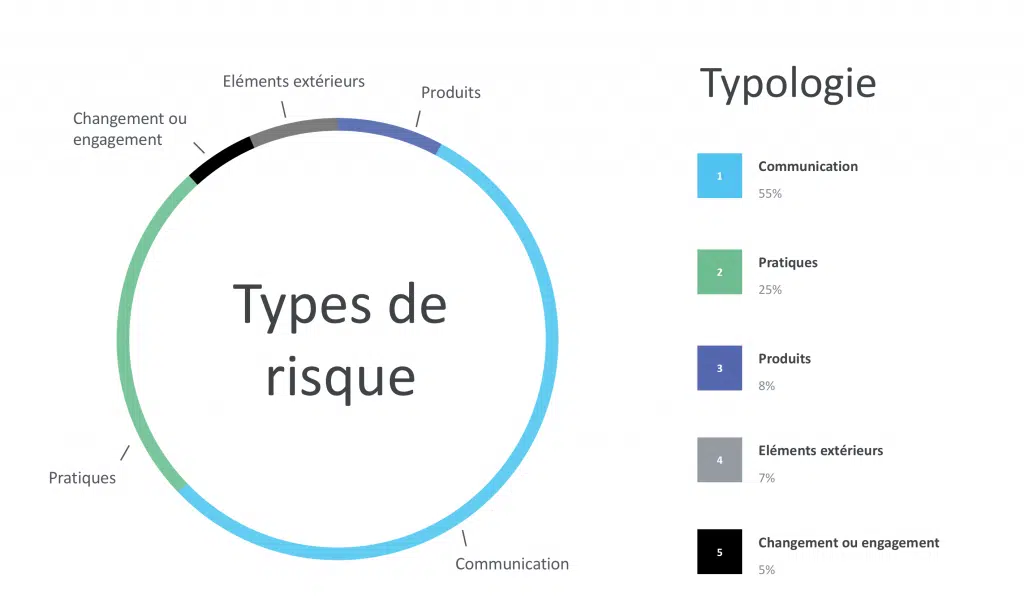 Eléments extérieurs
Produits
Changement ou
engagement
Types de
risque
Pratiques
Communication
Typologie
1
Communication
55%
2
Pratiques
25%
3
Produits
8%
4
Eléments extérieurs
7%
5
Changement ou engagement
5%